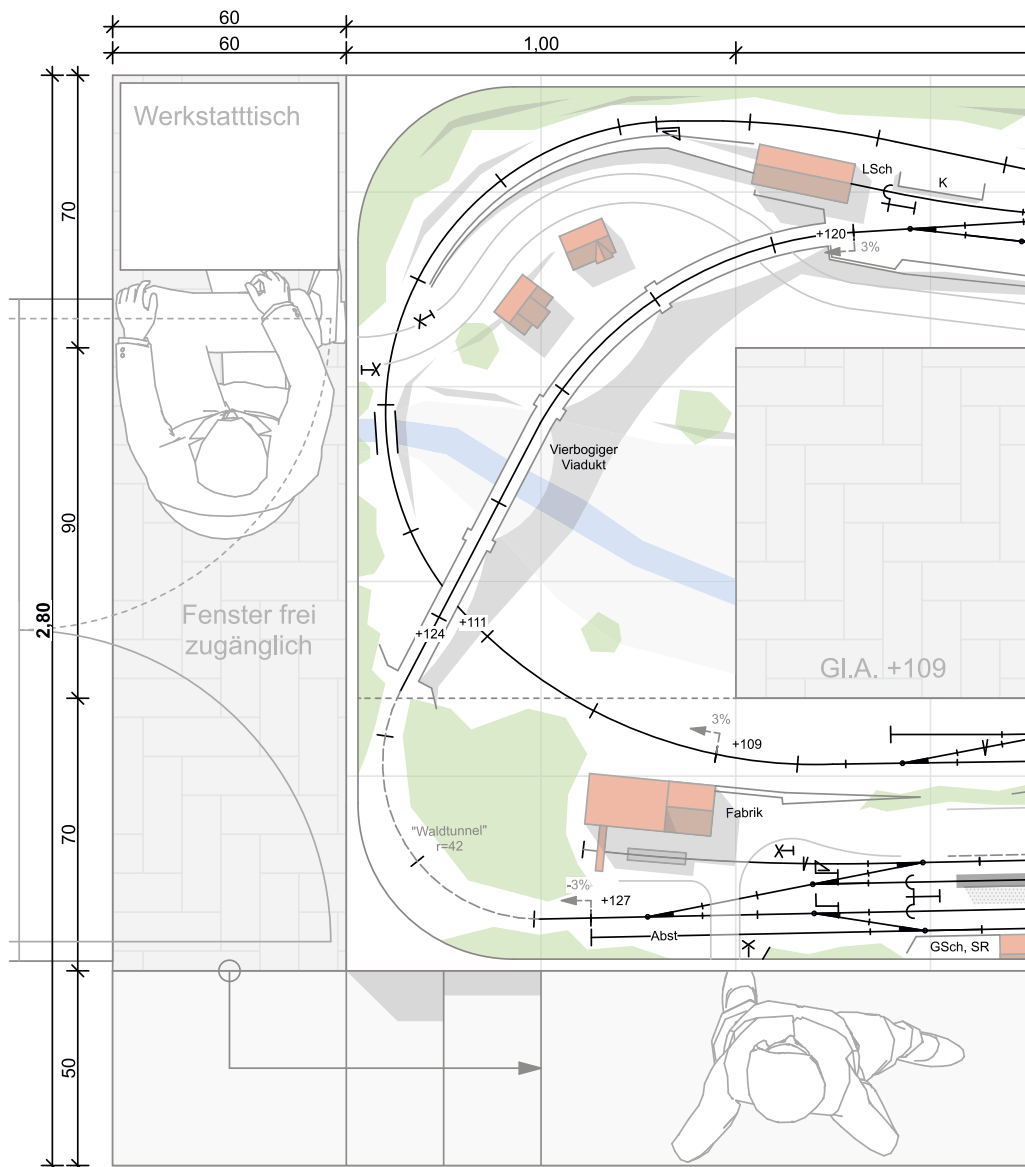 60
60
1,00
Werkstatttisch
LSch
K
70
+120
3%
Vierbogiger
Viadukt
90
2,80
Fenster frei
zugänglich
+111
+124
Gl.A. +109
3%
+109
Fabrik
"Waldtunnel"
r=42
70
-3%
+127
Abst
GSch, SR
50